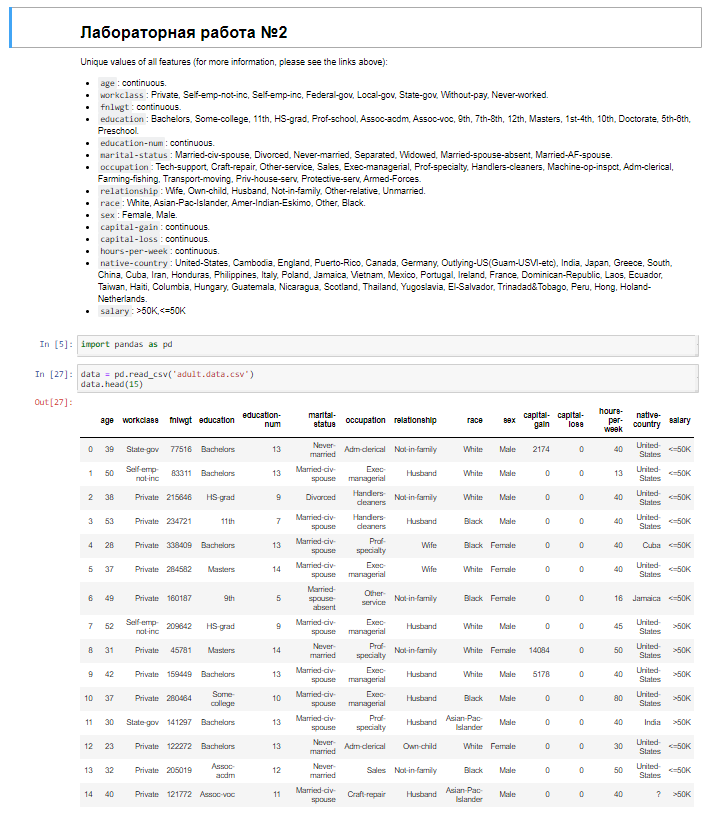 Лабораторная работа №2
Unique values of all features (for more information, please see the links above):
• age : continuous.
• workclass : Private, Self-emp-not-inc, Self-emp-inc, Federal-gov, Local-gov, State-gov, Without-pay, Never-worked.
• fnlwgt : continuous.
• education : Bachelors, Some-college, 11th, HS-grad, Prof-school, Assoc-acdm, Assoc-voc, 9th, 7th-8th, 12th, Masters, 1st-4th, 10th, Doctorate, 5th-6th,
Preschool.
• education-num : continuous.
• marital-status : Married-civ-spouse, Divorced, Never-married, Separated, Widowed, Married-spouse-absent, Married-AF-spouse.
• occupation : Tech-support, Craft-repair, Other-service, Sales, Exec-managerial, Prof-specialty, Handlers-cleaners, Machine-op-inspct, Adm-clerical,
Farming-fishing, Transport-moving, Priv-house-serv, Protective-serv, Armed-Forces.
• relationship : Wife, Own-child, Husband, Not-in-family, Other-relative, Unmarried.
• race : White, Asian-Pac-Islander, Amer-Indian-Eskimo, Other, Black.
• sex : Female, Male.
• capital-gain : continuous.
• capital-loss : continuous.
• hours-per-week : continuous.
• native-country : United-States, Cambodia, England, Puerto-Rico, Canada, Germany, Outlying-US(Guam-USVI-etc), India, Japan, Greece, South,
China, Cuba, Iran, Honduras, Philippines, Italy, Poland, Jamaica, Vietnam, Mexico, Portugal, Ireland, France, Dominican-Republic, Laos, Ecuador,
Taiwan, Haiti, Columbia, Hungary, Guatemala, Nicaragua, Scotland, Thailand, Yugoslavia, El-Salvador, Trinadad&Tobago, Peru, Hong, Holand-
Netherlands.
• salary : >50K,<=50K
In [5]: import pandas as pd
In [27]: data = pd.read_csv('adult.data.csv')
data.head(15)
Out[27]:
age workclass fnlwgt education education-num marital-status occupation relationship race sex capital-gain capital-loss hours-per-week native-country salary
0 39 State-gov 77516 Bachelors 13 Never-married Adm-clerical Not-in-family White Male 2174 0 40 United-States <=50K
1 50 Self-emp-not-inc 83311 Bachelors 13 Married-civ-spouse Exec-managerial Husband White Male 0 0 13 United-States <=50K
2 38 Private 215646 HS-grad 9 Divorced Handlers-cleaners Not-in-family White Male 0 0 40 United-States <=50K
3 53 Private 234721 11th 7 Married-civ-spouse Handlers-cleaners Husband Black Male 0 0 40 United-States <=50K
4 28 Private 338409 Bachelors 13 Married-civ-spouse Prof-specialty Wife Black Female 0 0 40 Cuba <=50K
5 37 Private 284582 Masters 14 Married-civ-spouse Exec-managerial Wife White Female 0 0 40 United-States <=50K
6 49 Private 160187 9th 5 Married-spouse-absent Other-service Not-in-family Black Female 0 0 16 Jamaica <=50K
7 52 Self-emp-not-inc 209642 HS-grad 9 Married-civ-spouse Exec-managerial Husband White Male 0 0 45 United-States >50K
8 31 Private 45781 Masters 14 Never-married Prof-specialty Not-in-family White Female 14084 0 50 United-States >50K
9 42 Private 159449 Bachelors 13 Married-civ-spouse Exec-managerial Husband White Male 5178 0 40 United-States >50K
10 37 Private 280464 Some-college 10 Married-civ-spouse Exec-managerial Husband Black Male 0 0 80 United-States >50K
11 30 State-gov 141297 Bachelors 13 Married-civ-spouse Prof-specialty Husband Asian-Pac-Islander Male 0 0 40 India >50K
12 23 Private 122272 Bachelors 13 Never-married Adm-clerical Own-child White Female 0 0 30 United-States <=50K
13 32 Private 205019 Assoc-acdm 12 Never-married Sales Not-in-family Black Male 0 0 50 United-States <=50K
14 40 Private 121772 Assoc-voc 11 Married-civ-spouse Craft-repair Husband Asian-Pac-Islander Male 0 0 40 ? >50K